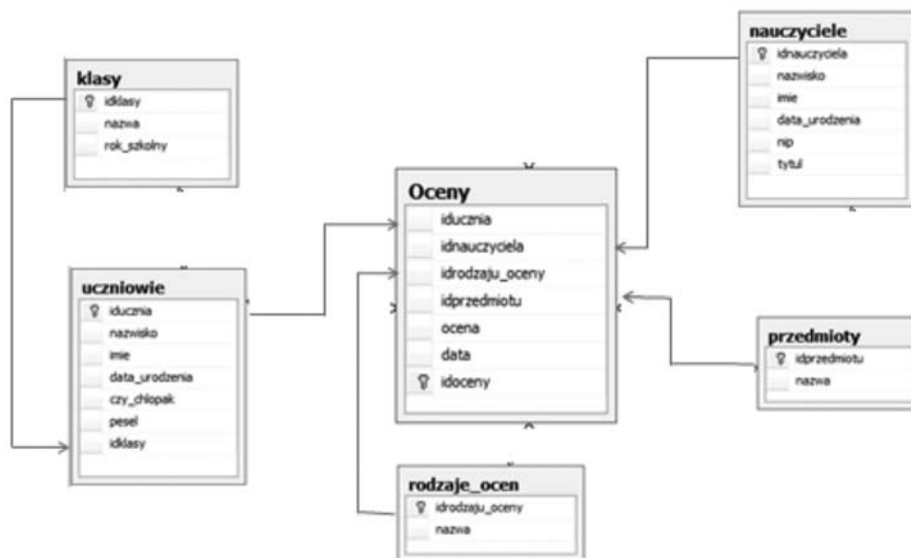 klasy
idklasy
nazwa
rok_szkolny
uczniowie
iducznia
nazwisko
imie
data_urodzenia
czy_chlopak
pesel
idklasy
Oceny
iducznia
idnauczyciela
idrodzaju_oceny
idprzedmiotu
ocena
data
idoceny
rodzaje_ocen
idrodzaju_oceny
nazwa
nauczyciele
idnauczyciela
nazwisko
imie
data_urodzenia
nip
tytul
przedmioty
idprzedmiotu
nazwa